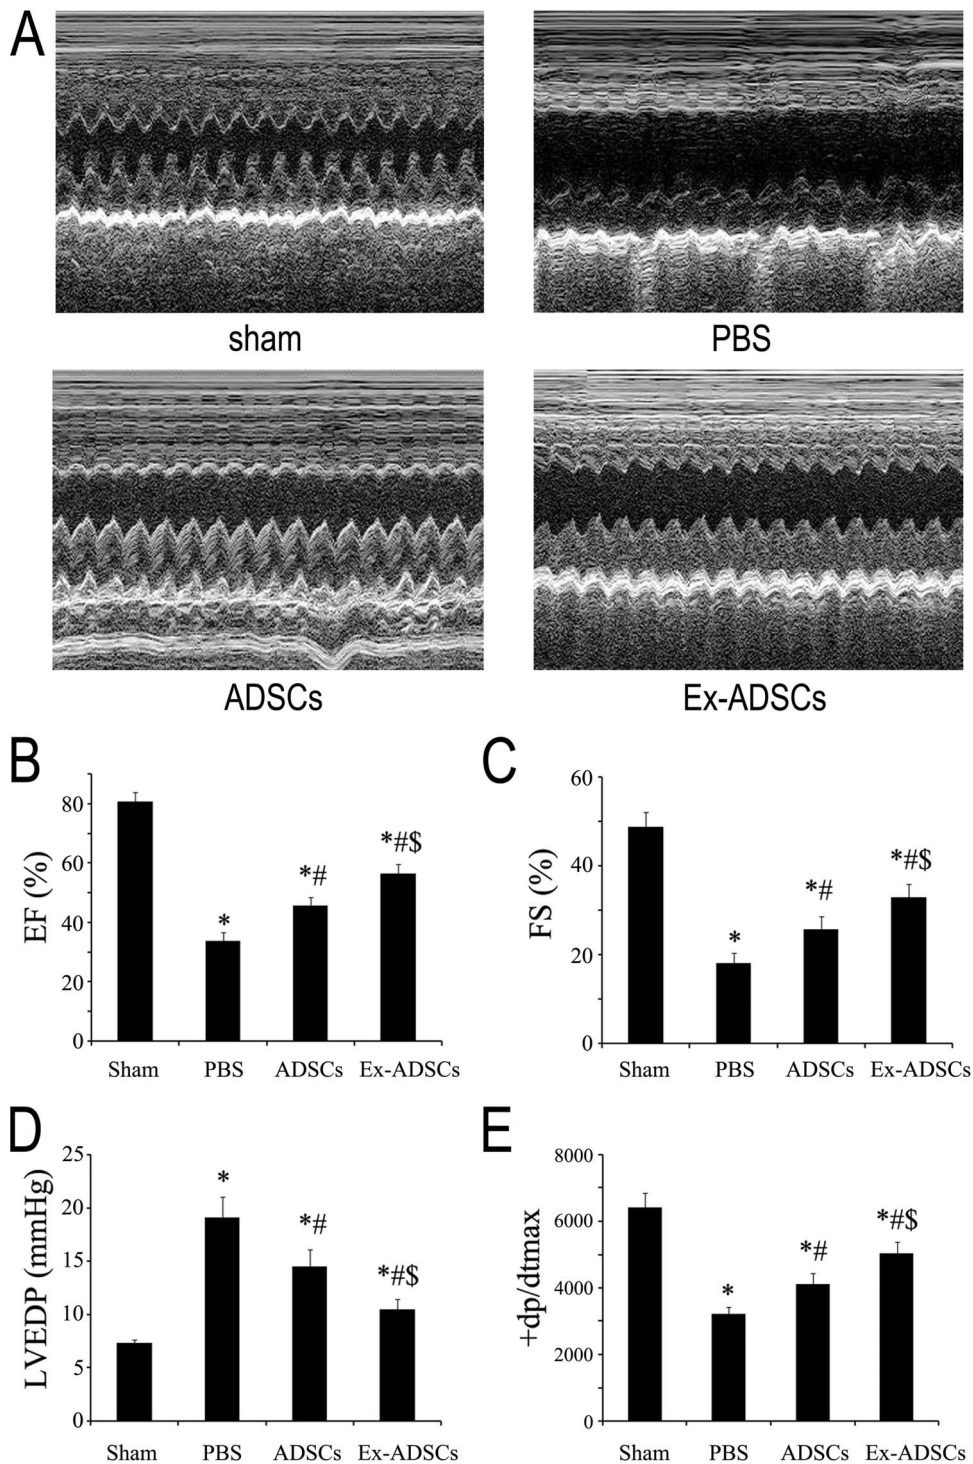 A
sham
PBS
ADSCs
Ex-ADSCs
B
EF (%)
80
60
40
20
0
*
*#
*#$
Sham
PBS
ADSCs
Ex-ADSCs
C
FS (%)
60
40
20
0
*
*#
*#$
Sham
PBS
ADSCs
Ex-ADSCs
D
LVEDP (mmHg)
25
20
15
10
5
0
*
*#
*#$
Sham
PBS
ADSCs
Ex-ADSCs
E
+dp/dtmax
8000
6000
4000
2000
0
*
*#
*#$
Sham
PBS
ADSCs
Ex-ADSCs